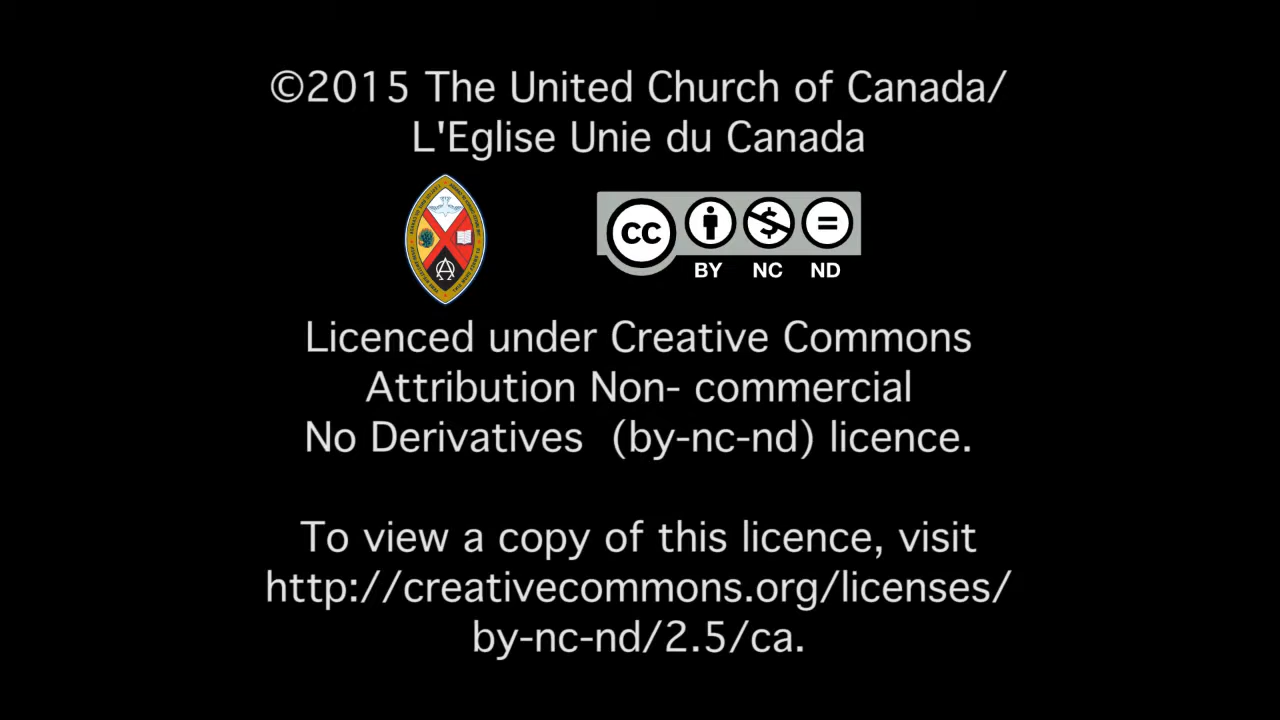 ©2015 The United Church of Canada/
L'Eglise Unie du Canada
CC
BY NC ND
Licenced under Creative Commons
Attribution Non- commercial
No Derivatives (by-nc-nd) licence.
To view a copy of this licence, visit
http://creativecommons.org/licenses/
by-nc-nd/2.5/ca.